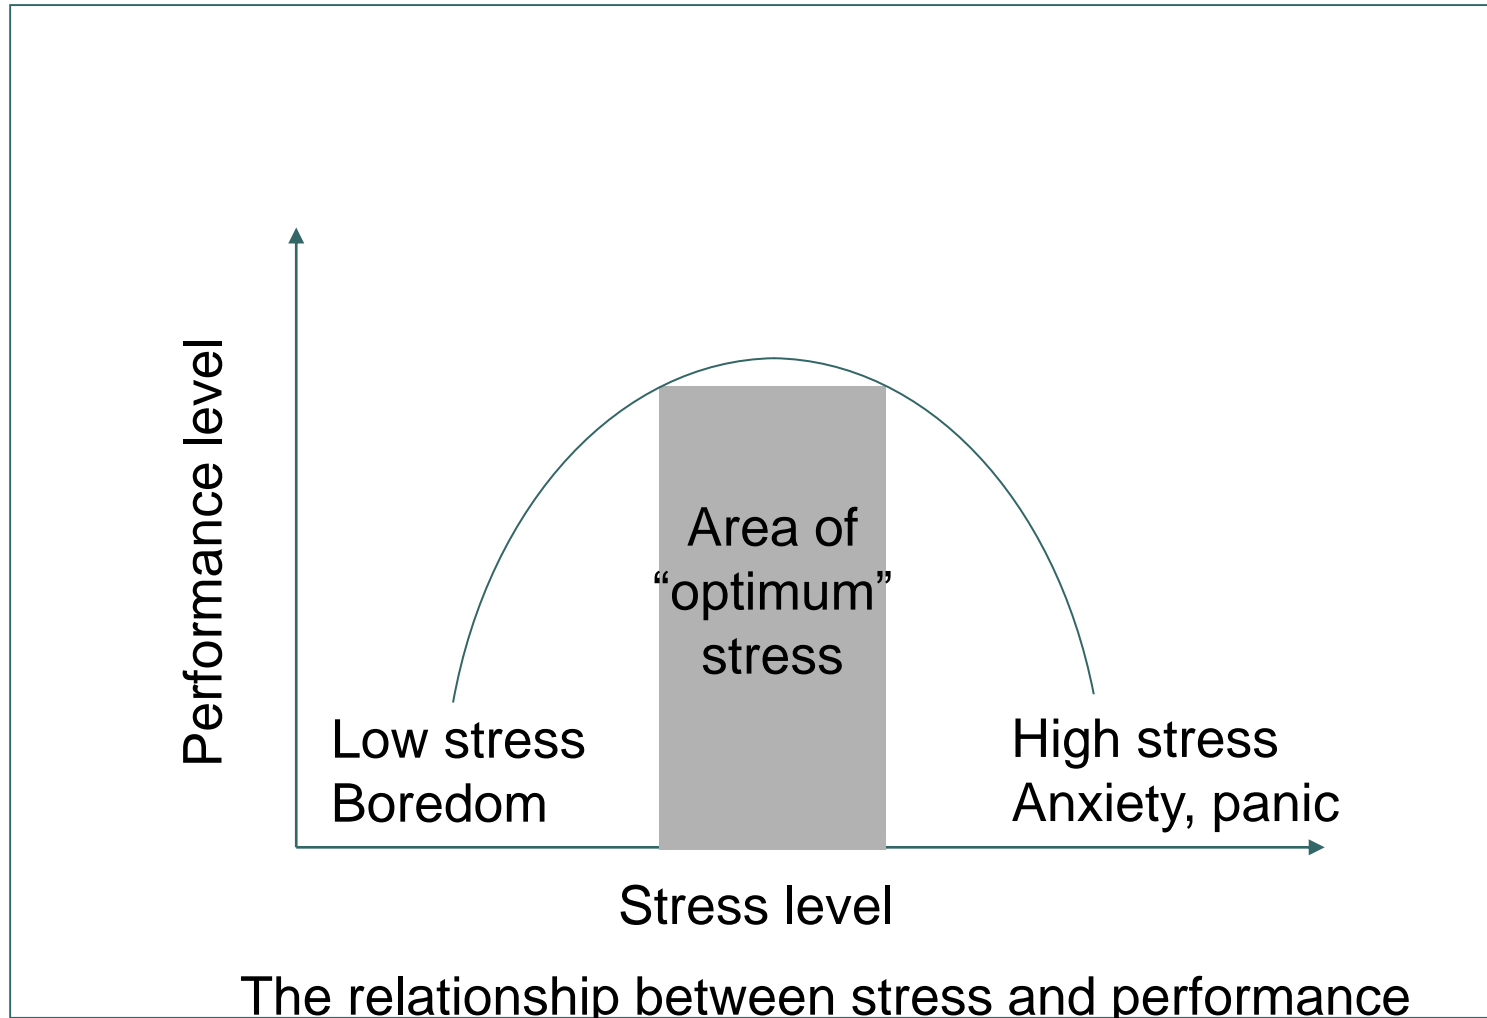 Performance level
Area of
“optimum”
stress
Low stress
Boredom
High stress
Anxiety, panic
Stress level
The relationship between stress and performance